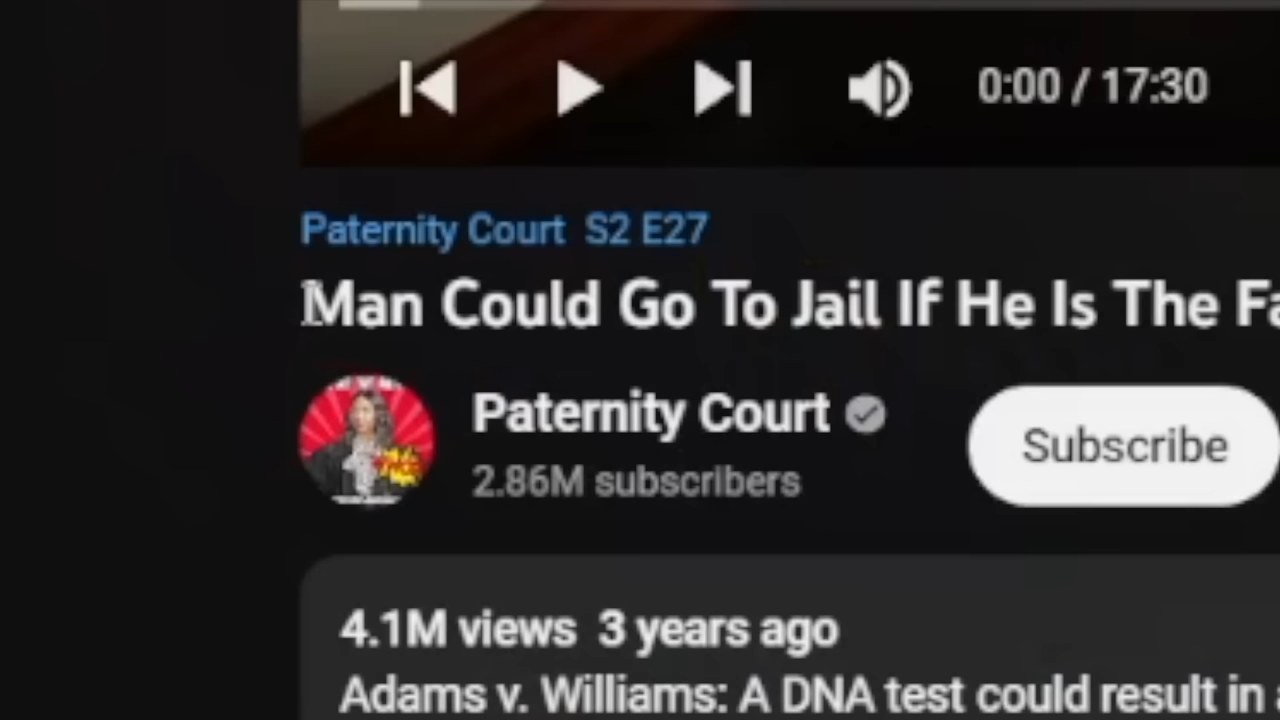 0:00 / 17:30
Paternity Court S2 E27
Man Could Go To Jail If He Is The Fa
Paternity Court
Subscribe
2.86M subscribers
4.1M views 3 years ago
Adams v. Williams: A DNA test could result in